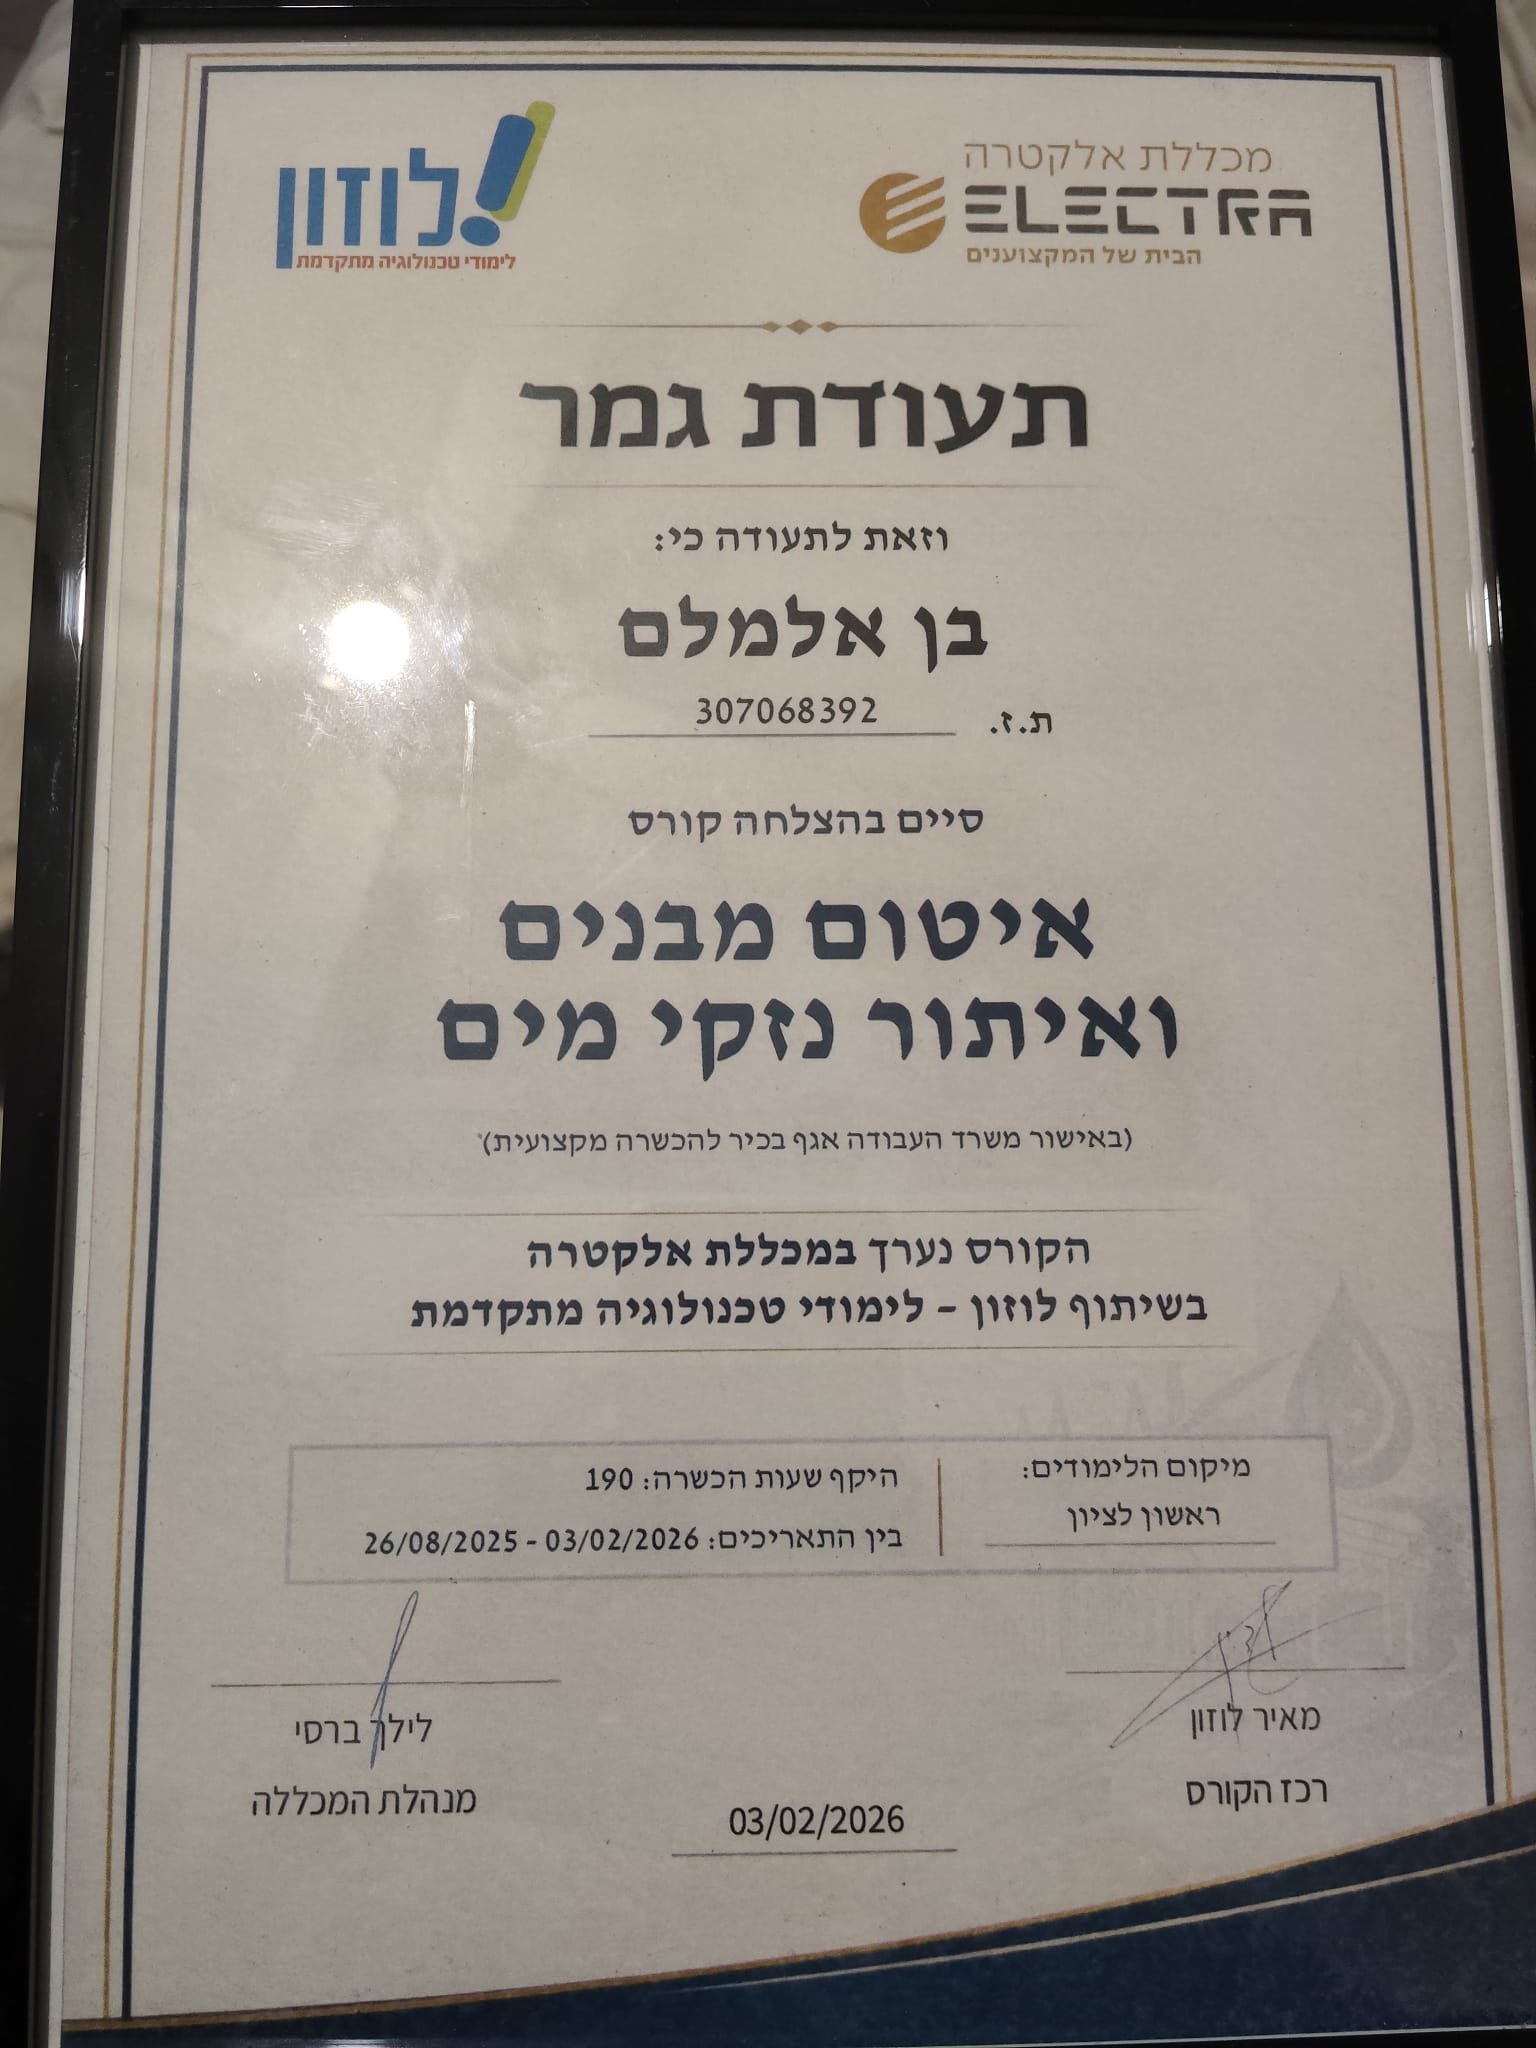 מכללת אלקטרה
ELECTRA
הבית של המקצוענים
לוזון!
לימודי טכנולוגיה מתקדמת
תעודת גמר
וזאת לתעודה כי:
בן אלמלם
ת.ז. 307068392
סיים בהצלחה קורס
איטום מבנים
ואיתור נזקי מים
(באישור משרד העבודה אגף בכיר להכשרה מקצועית)
הקורס נערך במכללת אלקטרה
בשיתוף לוזון - לימודי טכנולוגיה מתקדמת
מיקום הלימודים:
ראשון לציון
היקף שעות הכשרה: 190
בין התאריכים: 26/08/2025 - 03/02/2026
מאיר לוזון
רכז הקורס
לילך ברסי
מנהלת המכללה
03/02/2026